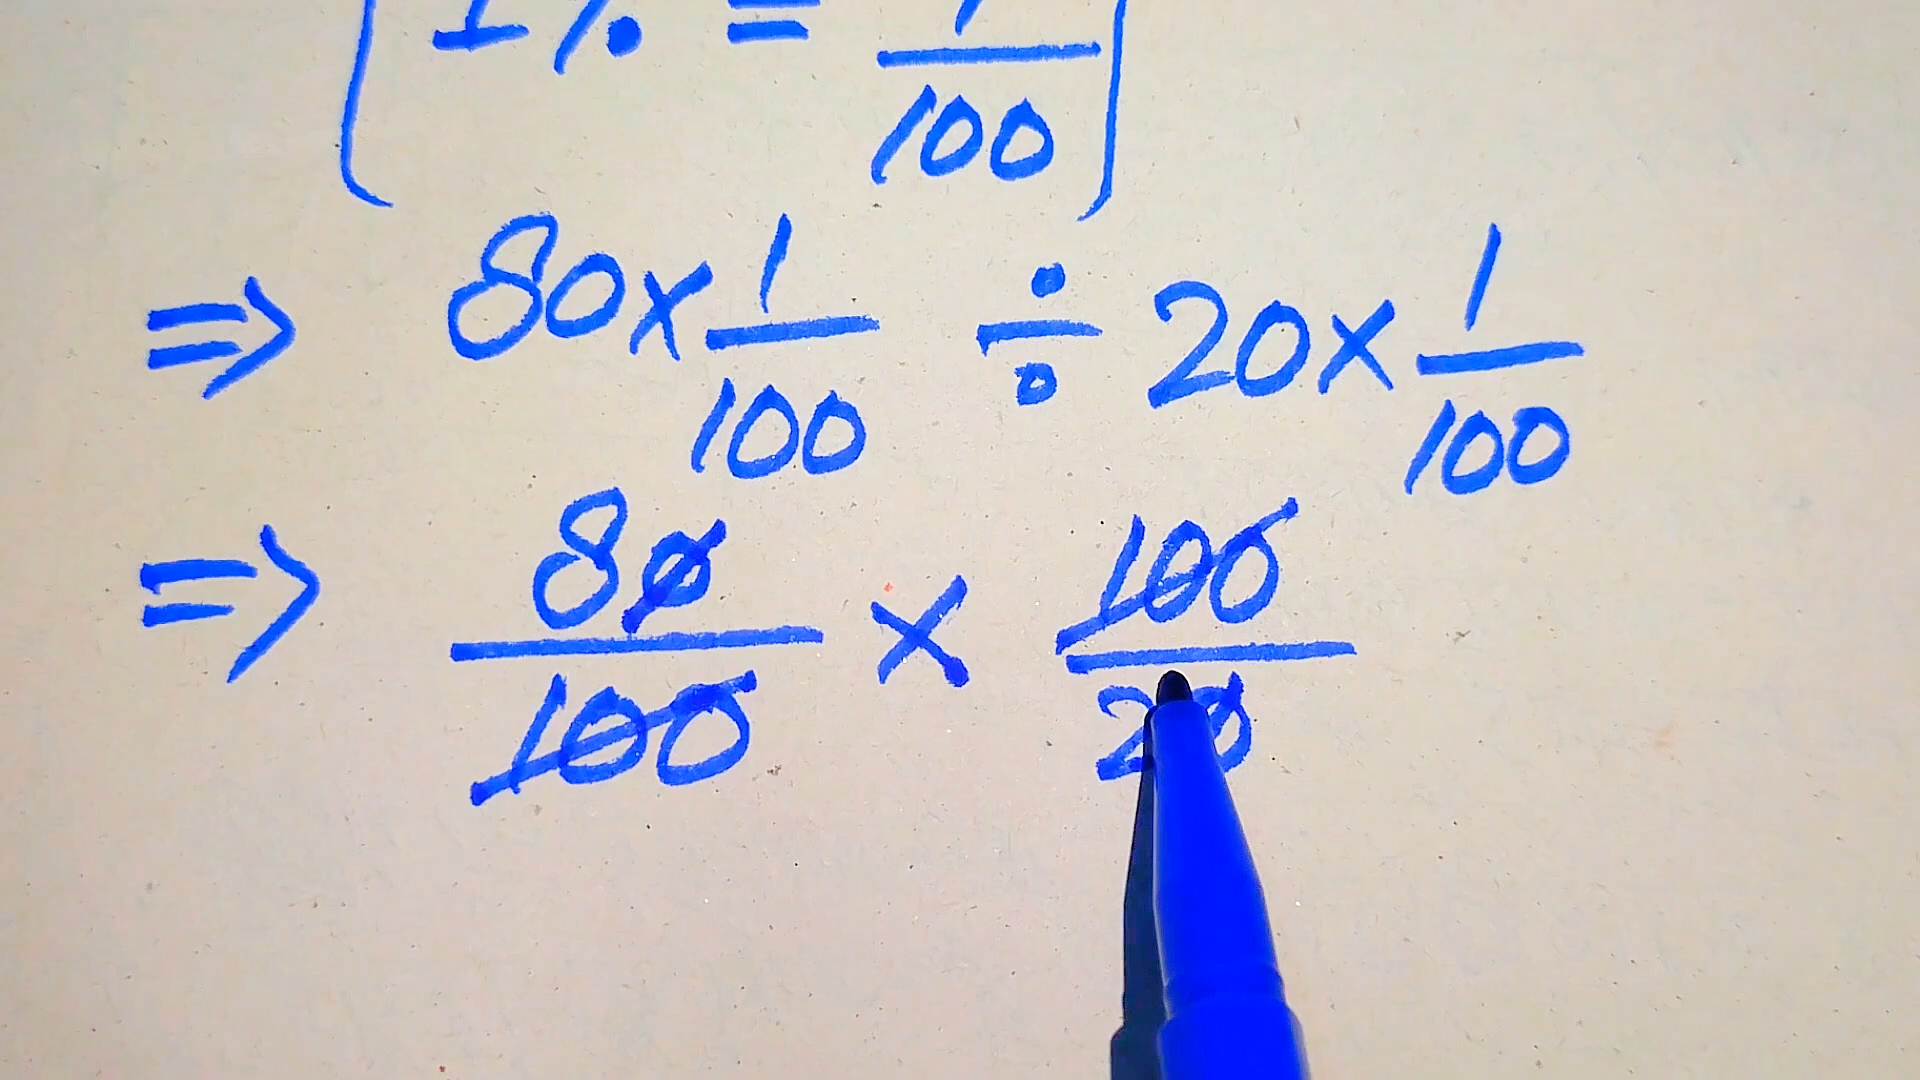 [1% = 1/100]
⇒ 80 × 1/100 ÷ 20 × 1/100
⇒ 80/100 × 100/20